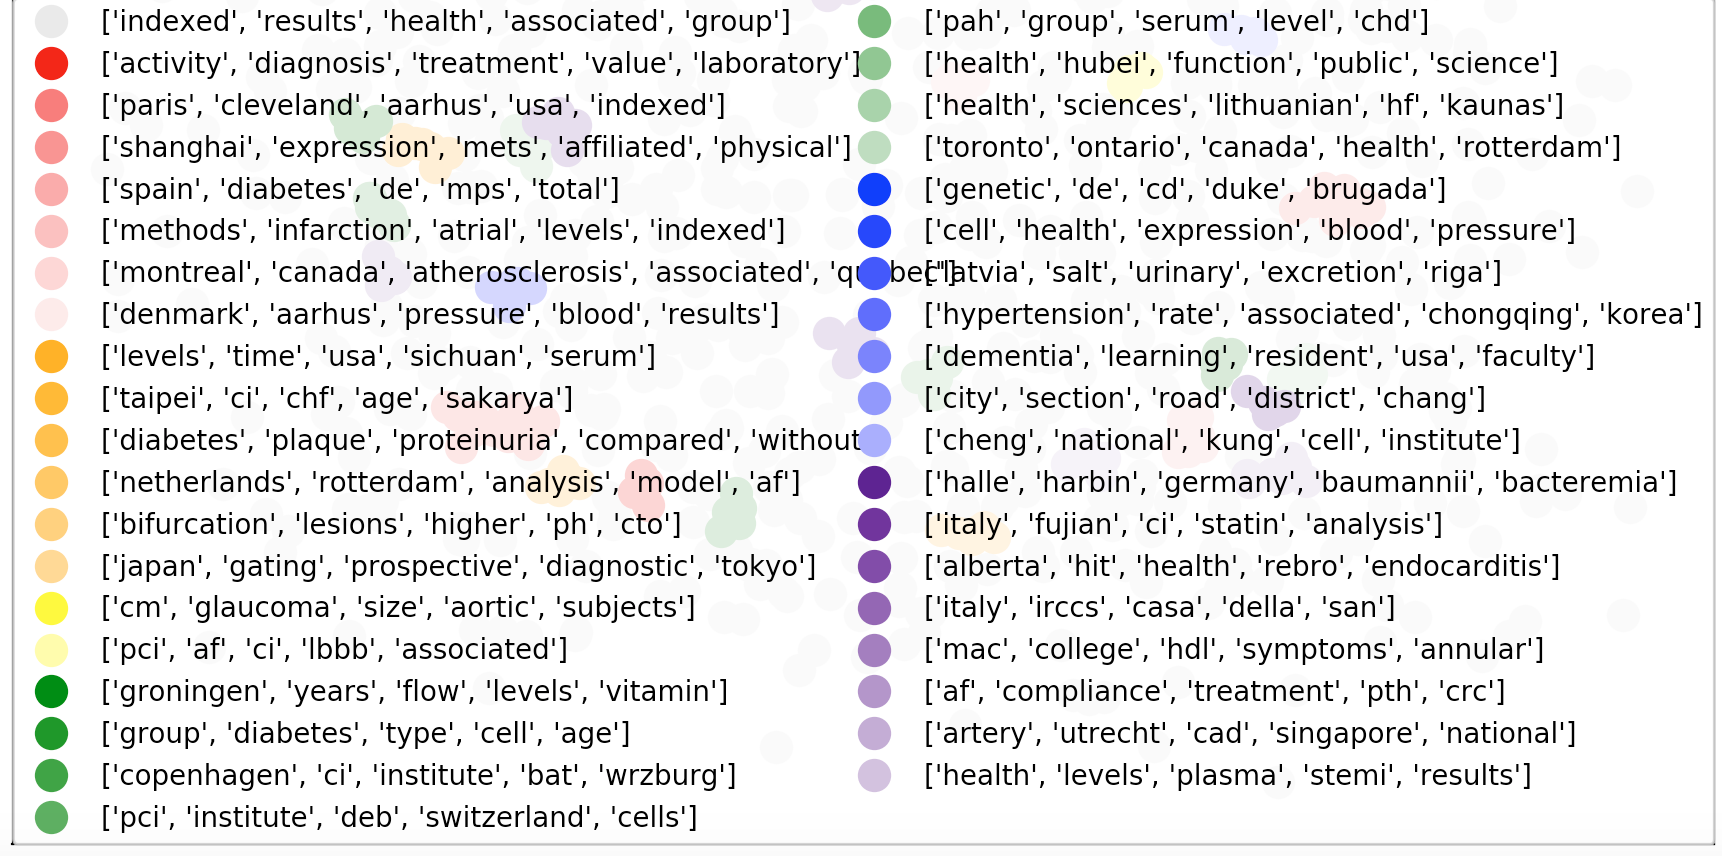 ['indexed', 'results', 'health', 'associated', 'group']
['activity', 'diagnosis', 'treatment', 'value', 'laboratory']
['paris', 'cleveland', 'aarhus', 'usa', 'indexed']
['shanghai', 'expression', 'mets', 'affiliated', 'physical']
['spain', 'diabetes', 'de', 'mps', 'total']
['methods', 'infarction', 'atrial', 'levels', 'indexed']
['montreal', 'canada', 'atherosclerosis', 'associated', 'quebec']
['denmark', 'aarhus', 'pressure', 'blood', 'results']
['levels', 'time', 'usa', 'sichuan', 'serum']
['taipei', 'ci', 'chf', 'age', 'sakarya']
['diabetes', 'plaque', 'proteinuria', 'compared', 'without
['netherlands', 'rotterdam', 'analysis', 'model', 'af']
['bifurcation', 'lesions', 'higher', 'ph', 'cto']
['japan', 'gating', 'prospective', 'diagnostic', 'tokyo']
['cm', 'glaucoma', 'size', 'aortic', 'subjects']
['pci', 'af', 'ci', 'lbbb', 'associated']
['groningen', 'years', 'flow', 'levels', 'vitamin']
['group', 'diabetes', 'type', 'cell', 'age']
['copenhagen', 'ci', 'institute', 'bat', 'wrzburg']
['pci', 'institute', 'deb', 'switzerland', 'cells']
['pah', 'group', 'serum', 'level', 'chd']
['health', 'hubei', 'function', 'public', 'science']
['health', 'sciences', 'lithuanian', 'hf', 'kaunas']
['toronto', 'ontario', 'canada', 'health', 'rotterdam']
['genetic', 'de', 'cd', 'duke', 'brugada']
['cell', 'health', 'expression', 'blood', 'pressure']
['latvia', 'salt', 'urinary', 'excretion', 'riga']
['hypertension', 'rate', 'associated', 'chongqing', 'korea']
['dementia', 'learning', 'resident', 'usa', 'faculty']
['city', 'section', 'road', 'district', 'chang']
['cheng', 'national', 'kung', 'cell', 'institute']
['halle', 'harbin', 'germany', 'baumannii', 'bacteremia']
['italy', 'fujian', 'ci', 'statin', 'analysis']
['alberta', 'hit', 'health', 'rebro', 'endocarditis']
['italy', 'irccs', 'casa', 'della', 'san']
['mac', 'college', 'hdl', 'symptoms', 'annular']
['af', 'compliance', 'treatment', 'pth', 'crc']
['artery', 'utrecht', 'cad', 'singapore', 'national']
['health', 'levels', 'plasma', 'stemi', 'results']